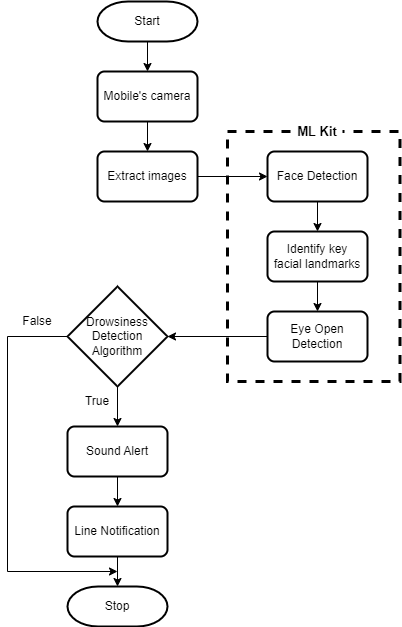 Start
Mobile's camera
ML Kit
Extract images
Face Detection
Identify key
facial landmarks
Eye Open
Detection
Drowsiness
Detection
Algorithm
False
True
Sound Alert
Line Notification
Stop